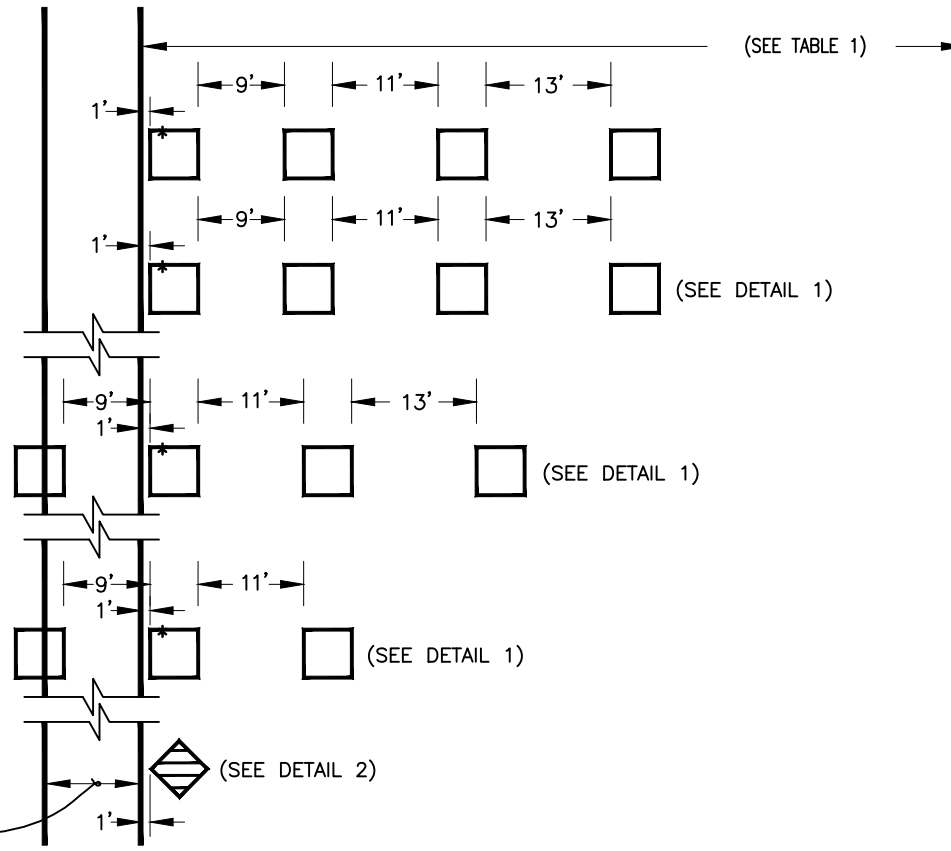 (SEE TABLE 1)
9' 11' 13'
1'
*
9' 11' 13'
1'
*
(SEE DETAIL 1)
9' 11' 13'
1'
*
(SEE DETAIL 1)
9' 11'
1'
*
(SEE DETAIL 1)
(SEE DETAIL 2)
1'